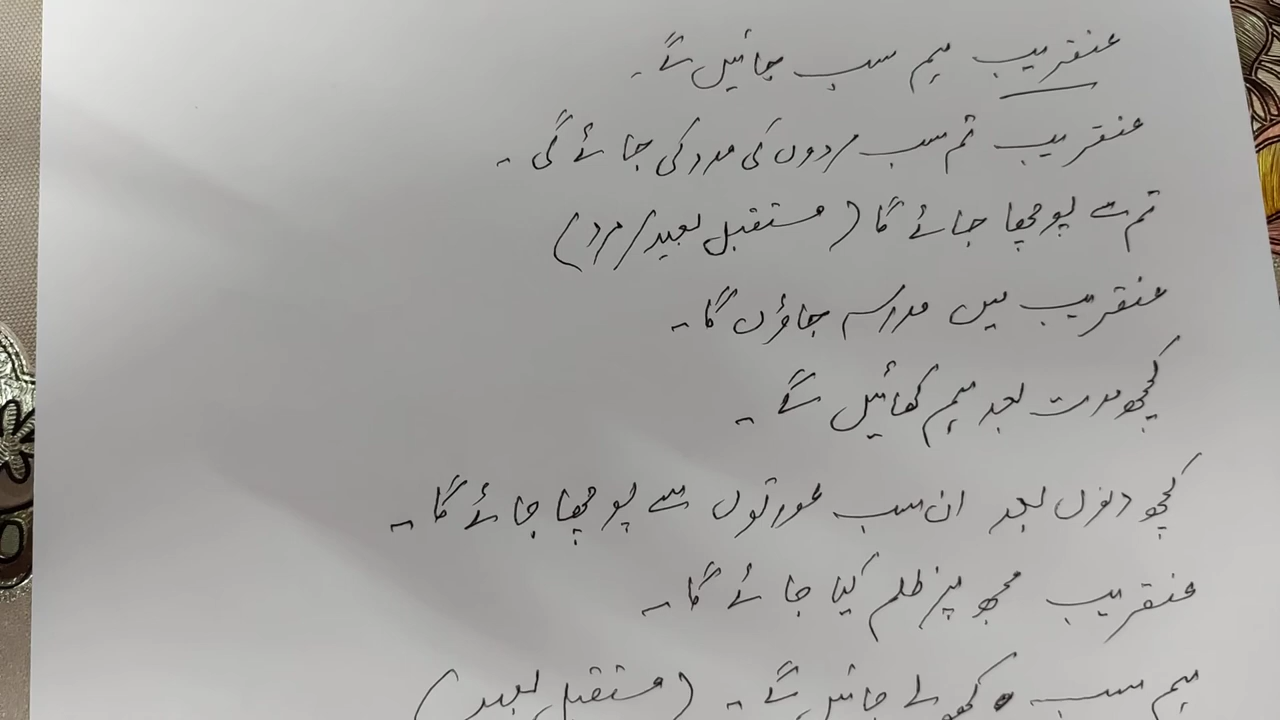 عنقریب ہم سب جائیں گے۔
عنقریب تم سب مردوں کی مدد کی جائے گی۔
تم سے پوچھا جائے گا (مستقبل بعید/مرد)
عنقریب میں مدرسہ جاؤں گا۔
کچھ مدت بعد ہم کھائیں گے۔
کچھ دنوں بعد ان سب عورتوں سے پوچھا جائے گا۔
عنقریب مجھ پر ظلم کیا جائے گا۔
ہم سب کھولے جائیں گے۔ (مستقبل بعید)